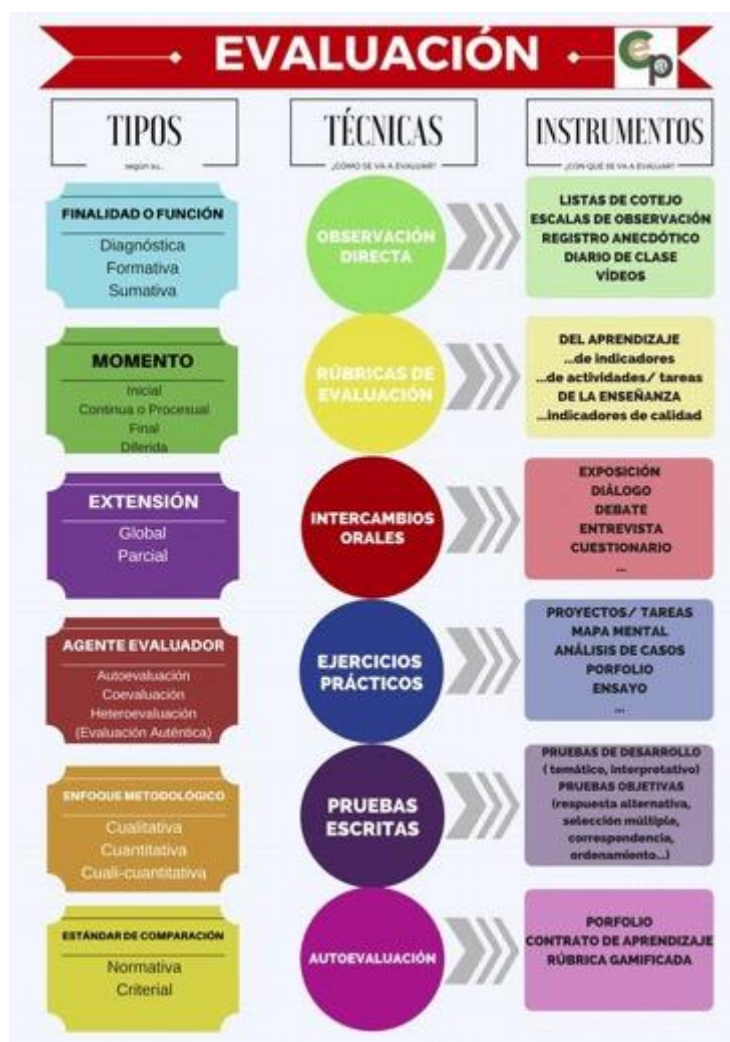 EVALUACIÓN
Cep
TIPOS
según su...
FINALIDAD O FUNCIÓN
Diagnóstica
Formativa
Sumativa
MOMENTO
Inicial
Continua o Procesual
Final
Diferida
EXTENSIÓN
Global
Parcial
AGENTE EVALUADOR
Autoevaluación
Coevaluación
Heteroevaluación
(Evaluación Auténtica)
ENFOQUE METODOLÓGICO
Cualitativa
Cuantitativa
Cuali-cuantitativa
ESTÁNDAR DE COMPARACIÓN
Normativa
Criterial
TÉCNICAS
¿CÓMO SE VA A EVALUAR?
OBSERVACIÓN
DIRECTA
RÚBRICAS DE
EVALUACIÓN
INTERCAMBIOS
ORALES
EJERCICIOS
PRÁCTICOS
PRUEBAS
ESCRITAS
AUTOEVALUACIÓN
INSTRUMENTOS
¿CON QUÉ SE VA A EVALUAR?
LISTAS DE COTEJO
ESCALAS DE OBSERVACIÓN
REGISTRO ANECDÓTICO
DIARIO DE CLASE
VÍDEOS
DEL APRENDIZAJE
...de indicadores
...de actividades/ tareas
DE LA ENSEÑANZA
...indicadores de calidad
EXPOSICIÓN
DIÁLOGO
DEBATE
ENTREVISTA
CUESTIONARIO
...
PROYECTOS/ TAREAS
MAPA MENTAL
ANÁLISIS DE CASOS
PORFOLIO
ENSAYO
...
PRUEBAS DE DESARROLLO
( temático, interpretativo)
PRUEBAS OBJETIVAS
(respuesta alternativa,
selección múltiple,
correspondencia,
ordenamiento...)
PORFOLIO
CONTRATO DE APRENDIZAJE
RÚBRICA GAMIFICADA